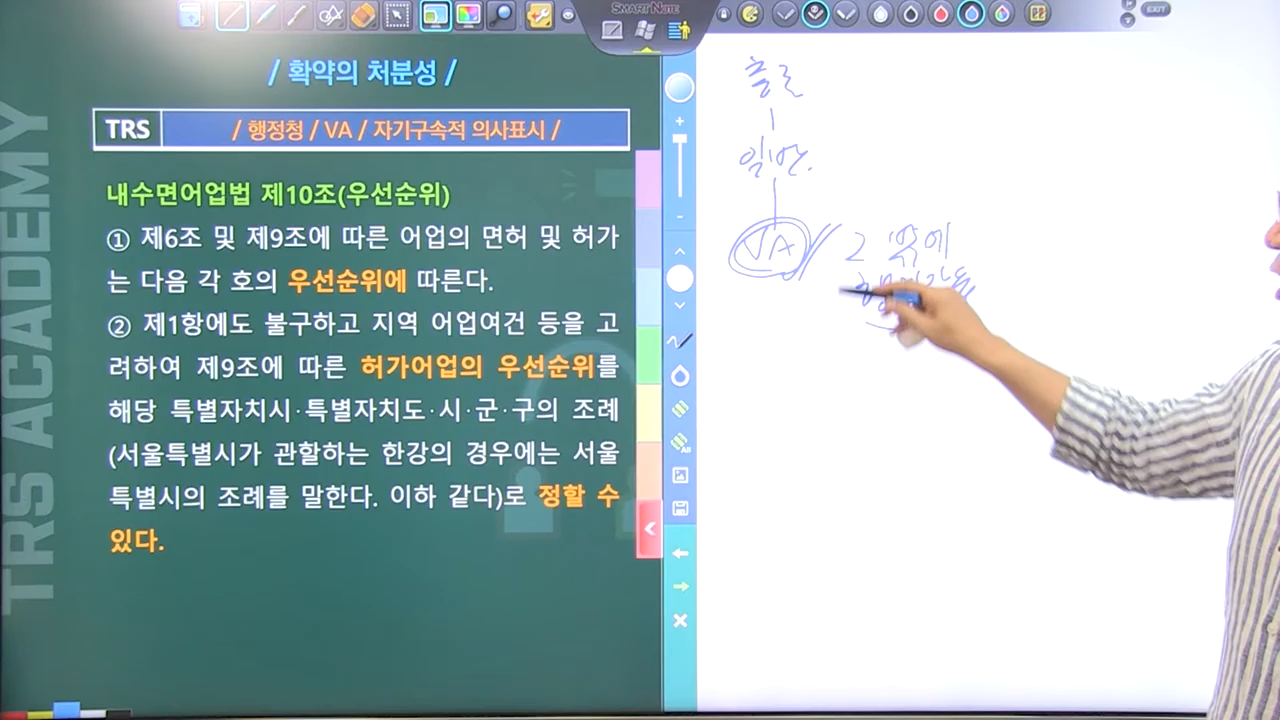 SMART NOTE
EXIT
/ 확약의 처분성 /
TRS / 행정청 / VA / 자기구속적 의사표시 /
내수면어업법 제10조(우선순위)
① 제6조 및 제9조에 따른 어업의 면허 및 허가
는 다음 각 호의 우선순위에 따른다.
② 제1항에도 불구하고 지역 어업여건 등을 고
려하여 제9조에 따른 허가어업의 우선순위를
해당 특별자치시·특별자치도·시·군·구의 조례
(서울특별시가 관할하는 한강의 경우에는 서울
특별시의 조례를 말한다. 이하 같다)로 정할 수
있다.
TRS ACADEMY
All
총론
일반.
VA
그 밖에